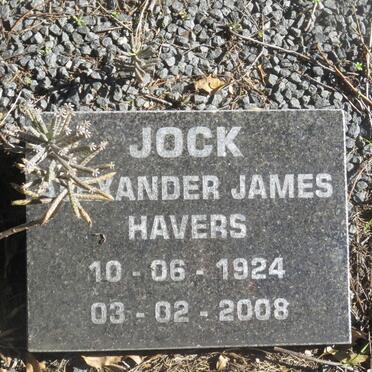 JOCK
ALEXANDER JAMES
HAVERS
10 - 06 - 1924
03 - 02 - 2008